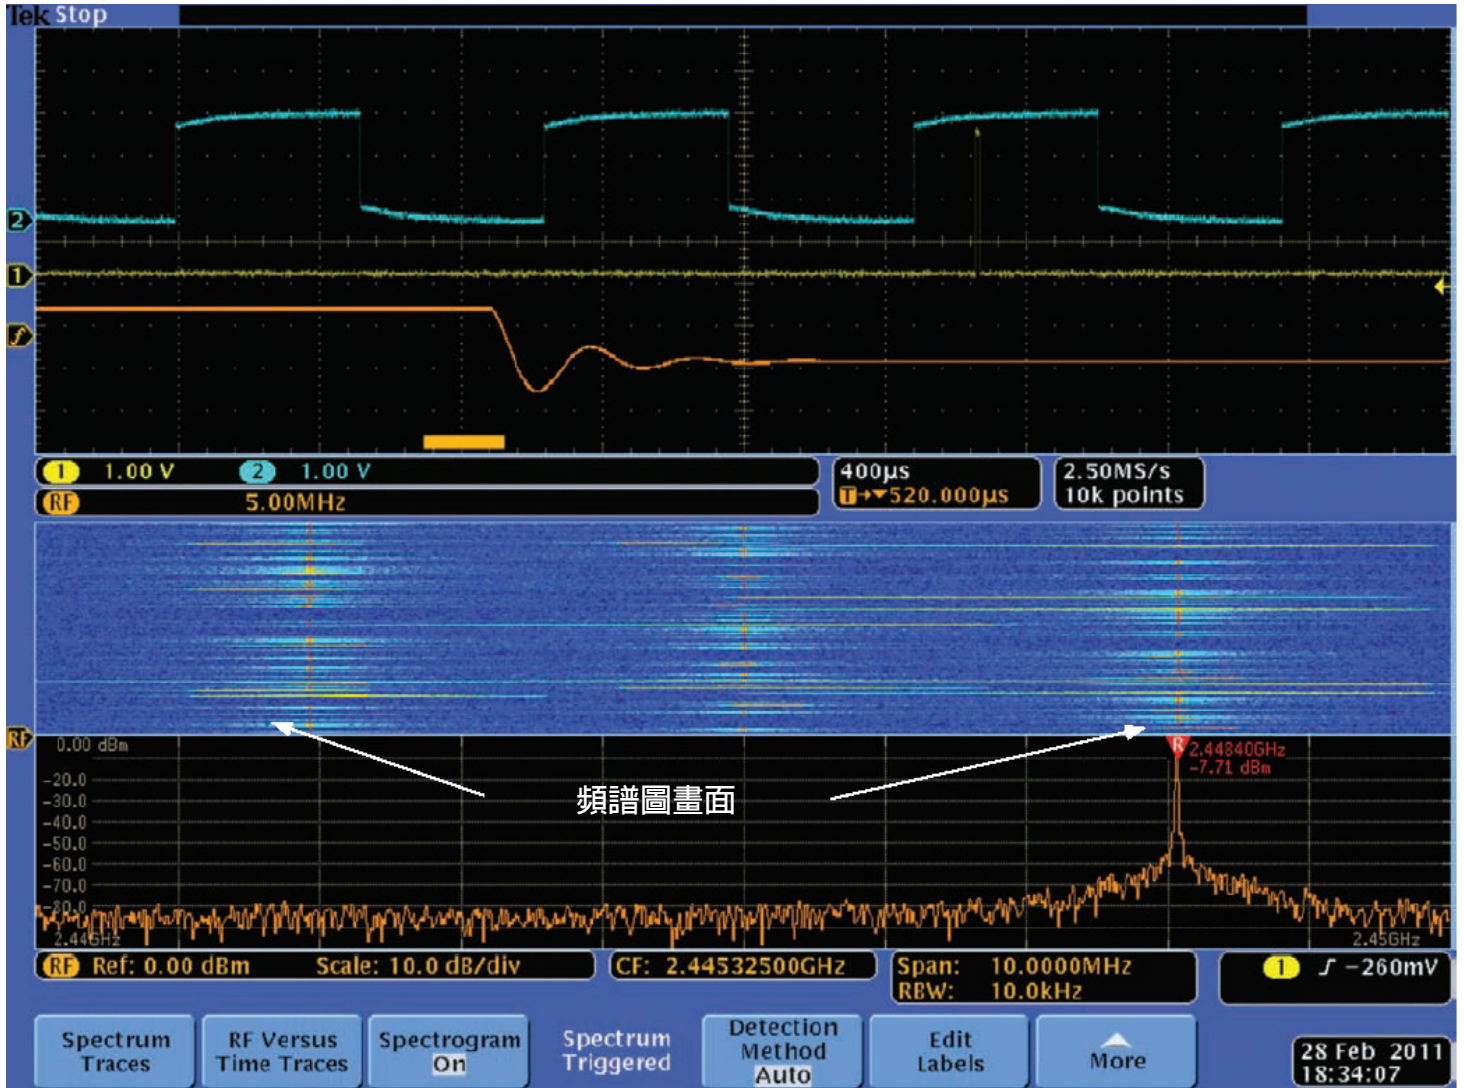 Tek Stop
2
1
f
1 1.00 V 2 1.00 V
RF 5.00MHz
400µs
T→▼520.000µs
2.50MS/s
10k points
RF
0.00 dBm
R 2.44840GHz
-7.71 dBm
頻譜圖畫面
-20.0
-30.0
-40.0
-50.0
-60.0
-70.0
-80.0
2.44GHz
2.45GHz
RF Ref: 0.00 dBm Scale: 10.0 dB/div
CF: 2.44532500GHz
Span: 10.0000MHz
RBW: 10.0kHz
1 ∫ -260mV
Spectrum
Traces
RF Versus
Time Traces
Spectrogram
On
Spectrum
Triggered
Detection
Method
Auto
Edit
Labels
More
28 Feb 2011
18:34:07